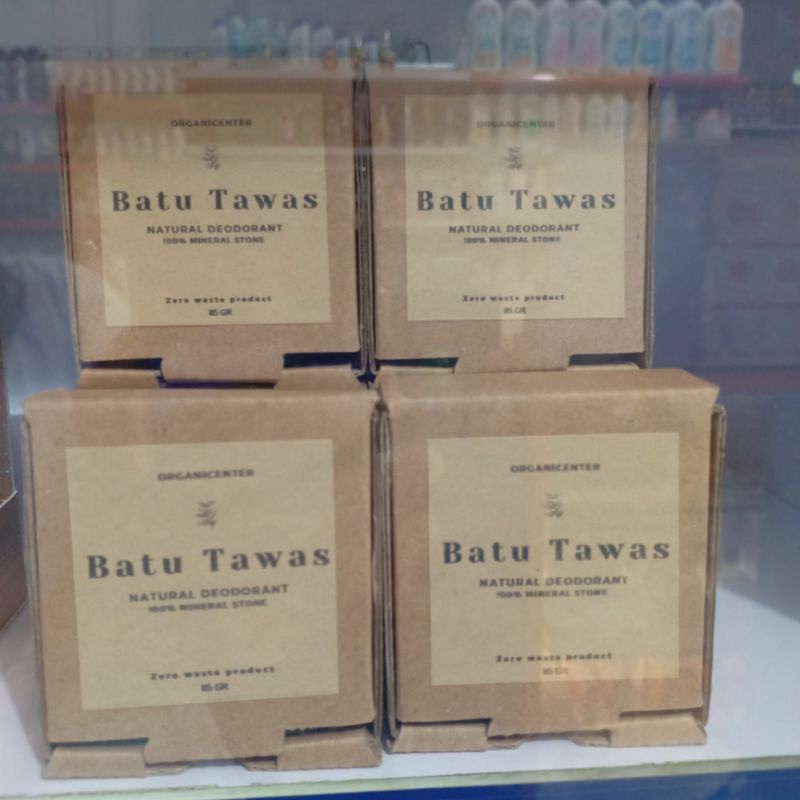 ORGANICENTER
Batu Tawas
NATURAL DEODORANT
100% MINERAL STONE
Zero waste product
85 GR
ORGANICENTER
Batu Tawas
NATURAL DEODORANT
100% MINERAL STONE
Zero waste product
85 GR
ORGANICENTER
Batu Tawas
NATURAL DEODORANT
100% MINERAL STONE
Zero waste product
85 GR
ORGANICENTER
Batu Tawas
NATURAL DEODORANT
100% MINERAL STONE
Zero waste product
85 GR